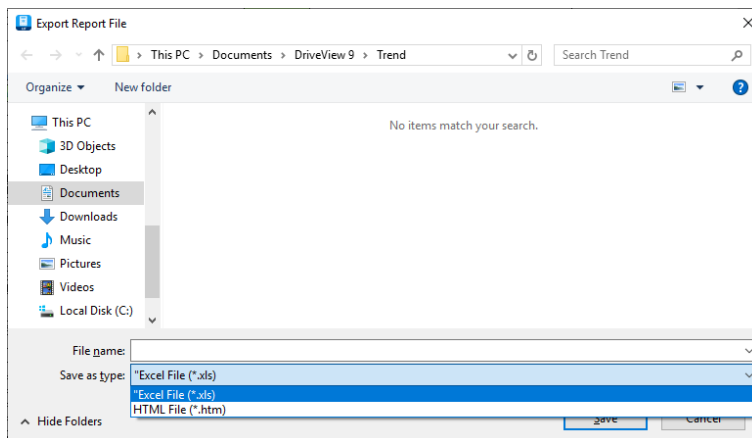 Export Report File
This PC > Documents > DriveView 9 > Trend
Search Trend
Organize
New folder
This PC
No items match your search.
3D Objects
Desktop
Documents
Downloads
Music
Pictures
Videos
Local Disk (C:)
File name:
Save as type: "Excel File (*.xls)
"Excel File (*.xls)
HTML File (*.htm)
Hide Folders
Save
Cancel